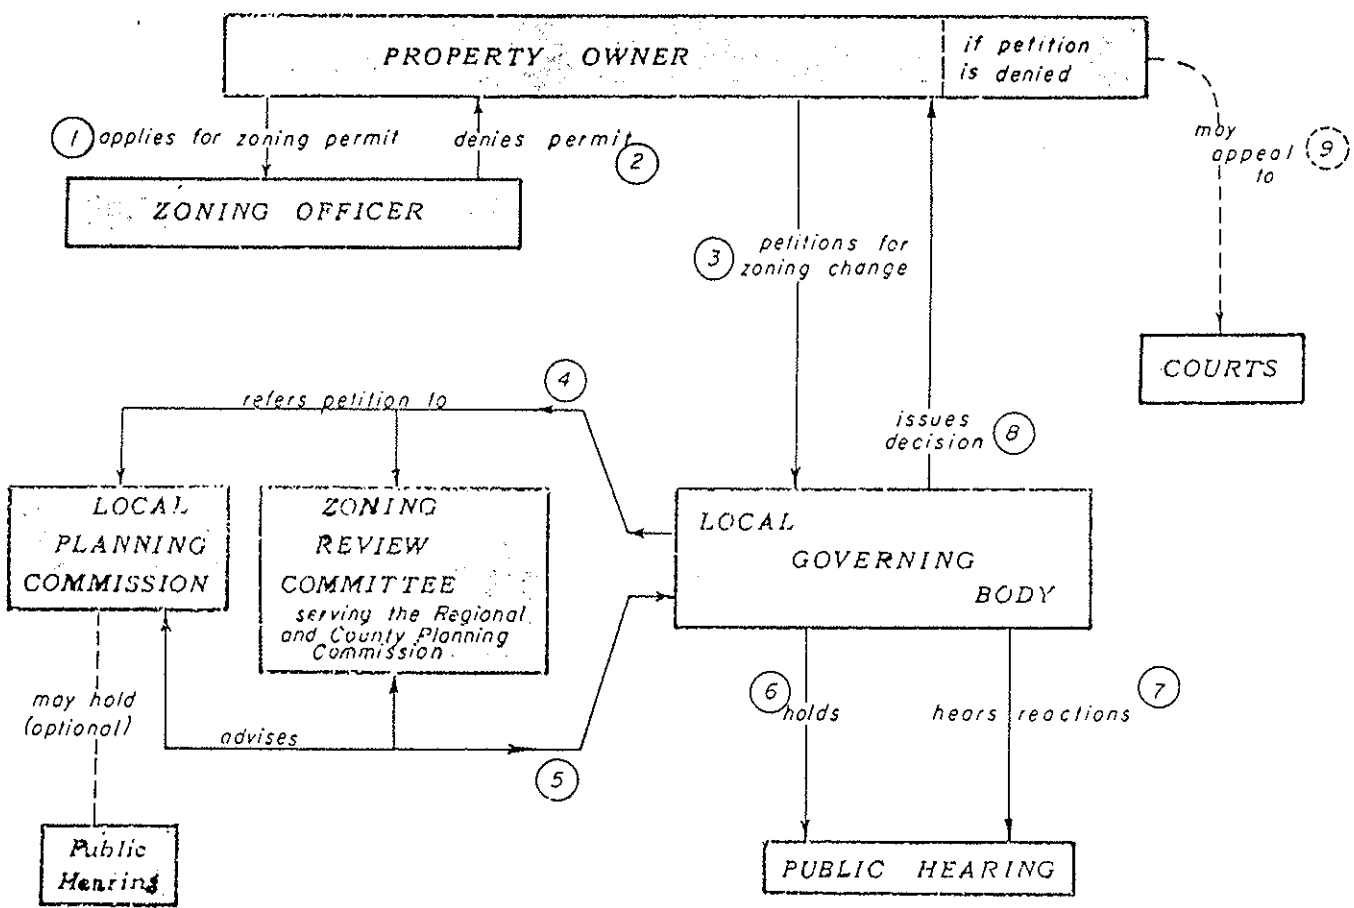 PROPERTY OWNER
if petition
is denied
1 applies for zoning permit
denies permit
2
ZONING OFFICER
may
appeal
to
9
3
petitions for
zoning change
COURTS
4
refers petition to
issues
decision
8
LOCAL
PLANNING
COMMISSION
ZONING
REVIEW
COMMITTEE
serving the Regional
and County Planning
Commission
LOCAL
GOVERNING
BODY
may hold
(optional)
advises
5
6
holds
hears reactions
7
Public
Hearing
PUBLIC HEARING